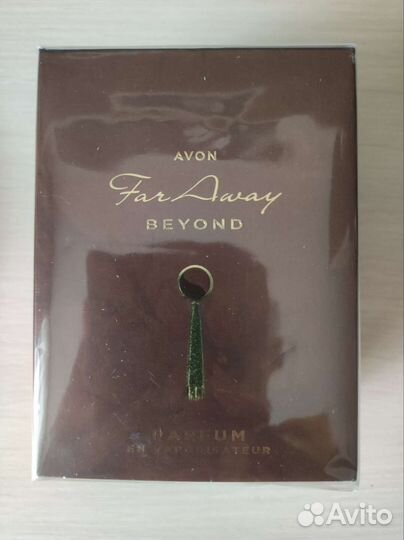 AVON
Far Away
BEYOND
PARFUM
EN VAPORISATEUR
Avito